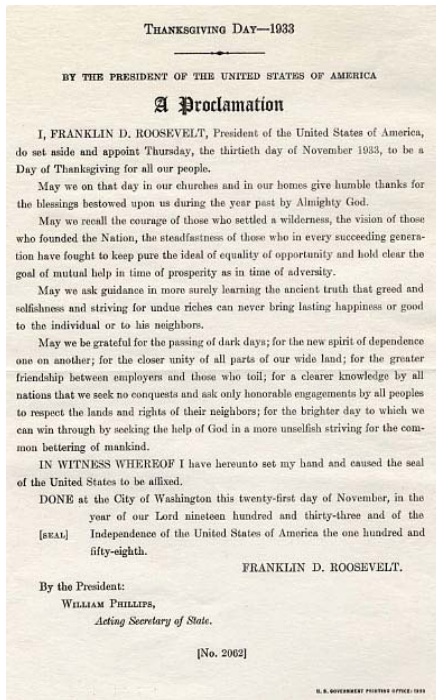 THANKSGIVING DAY—1933
BY THE PRESIDENT OF THE UNITED STATES OF AMERICA
A Proclamation
I, FRANKLIN D. ROOSEVELT, President of the United States of America,
do set aside and appoint Thursday, the thirtieth day of November 1933, to be a
Day of Thanksgiving for all our people.
May we on that day in our churches and in our homes give humble thanks for
the blessings bestowed upon us during the year past by Almighty God.
May we recall the courage of those who settled a wilderness, the vision of those
who founded the Nation, the steadfastness of those who in every succeeding genera-
tion have fought to keep pure the ideal of equality of opportunity and hold clear the
goal of mutual help in time of prosperity as in time of adversity.
May we ask guidance in more surely learning the ancient truth that greed and
selfishness and striving for undue riches can never bring lasting happiness or good
to the individual or to his neighbors.
May we be grateful for the passing of dark days; for the new spirit of dependence
one on another; for the closer unity of all parts of our wide land; for the greater
friendship between employers and those who toil; for a clearer knowledge by all
nations that we seek no conquests and ask only honorable engagements by all peoples
to respect the lands and rights of their neighbors; for the brighter day to which we
can win through by seeking the help of God in a more unselfish striving for the com-
mon bettering of mankind.
IN WITNESS WHEREOF I have hereunto set my hand and caused the seal
of the United States to be affixed.
DONE at the City of Washington this twenty-first day of November, in the
year of our Lord nineteen hundred and thirty-three and of the
[SEAL] Independence of the United States of America the one hundred and
fifty-eighth.
FRANKLIN D. ROOSEVELT.
By the President:
WILLIAM PHILLIPS,
Acting Secretary of State.
[No. 2062]
U. S. GOVERNMENT PRINTING OFFICE: 1933